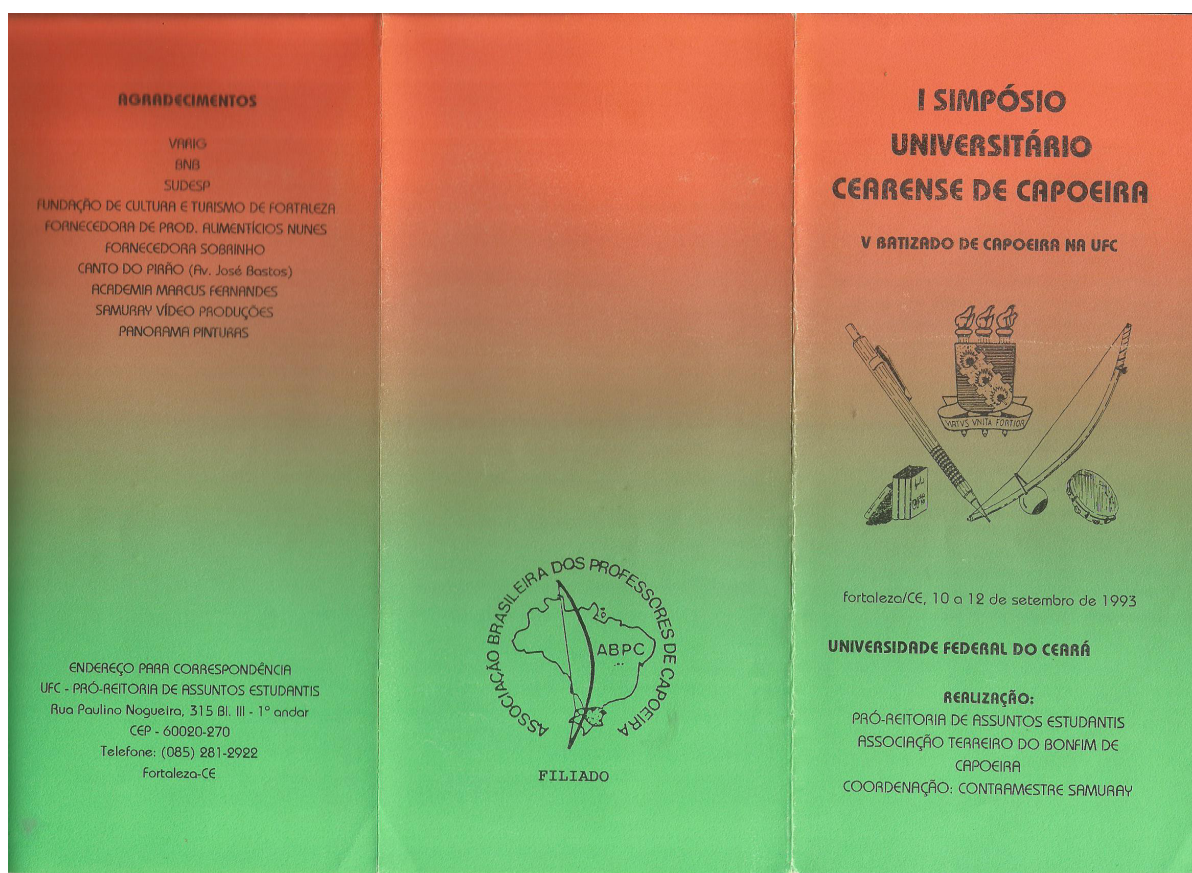 AGRADECIMENTOS
VARIG
BNB
SUDESP
FUNDAÇÃO DE CULTURA E TURISMO DE FORTALEZA
FORNECEDORA DE PROD. ALIMENTÍCIOS NUNES
FORNECEDORA SOBRINHO
CANTO DO PIRÃO (Av. José Bastos)
ACADEMIA MARCUS FERNANDES
SAMURAY VÍDEO PRODUÇÕES
PANORAMA PINTURAS
ENDEREÇO PARA CORRESPONDÊNCIA
UFC - PRÓ-REITORIA DE ASSUNTOS ESTUDANTIS
Rua Paulino Nogueira, 315 Bl. III - 1º andar
CEP - 60020-270
Telefone: (085) 281-2922
Fortaleza-CE
ASSOCIAÇÃO BRASILEIRA DOS PROFESSORES DE CAPOEIRA
ABPC
FILIADO
I SIMPÓSIO
UNIVERSITÁRIO
CEARENSE DE CAPOEIRA
V BATIZADO DE CAPOEIRA NA UFC
VIRTVS VNITA FORTIOR
Fortaleza/CE, 10 a 12 de setembro de 1993
UNIVERSIDADE FEDERAL DO CEARÁ
REALIZAÇÃO:
PRÓ-REITORIA DE ASSUNTOS ESTUDANTIS
ASSOCIAÇÃO TERREIRO DO BONFIM DE
CAPOEIRA
COORDENAÇÃO: CONTRAMESTRE SAMURAY